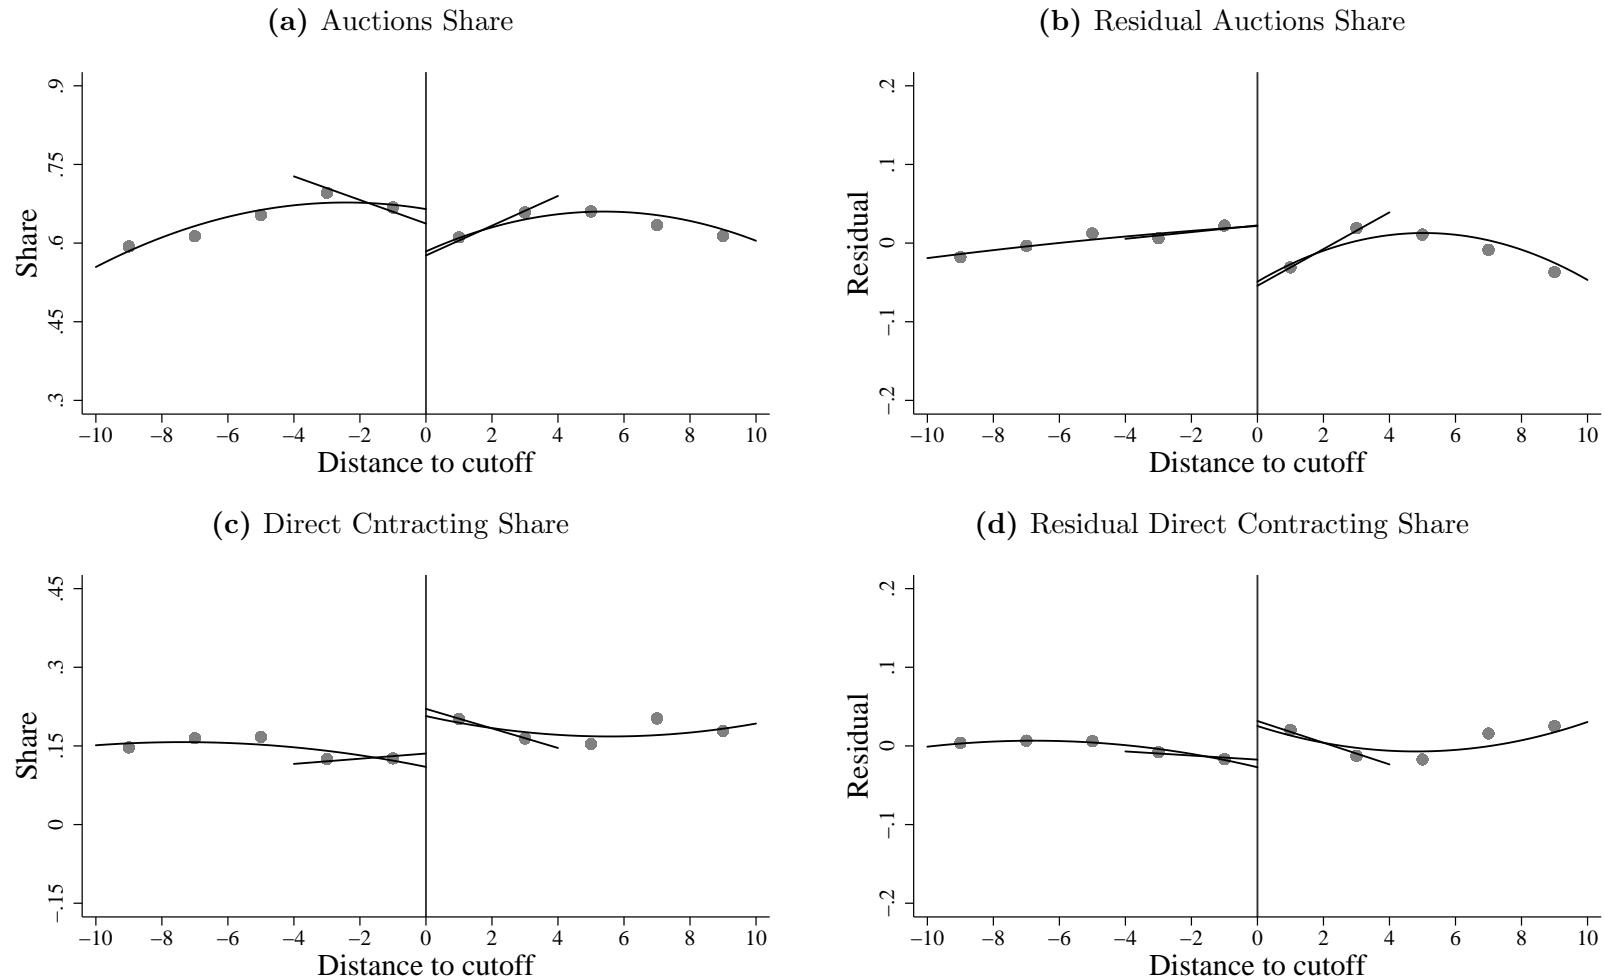 (a) Auctions Share
Share
.9
.75
.6
.45
.3
−10 −8 −6 −4 −2 0 2 4 6 8 10
Distance to cutoff
(b) Residual Auctions Share
Residual
.2
.1
0
−.1
−.2
−10 −8 −6 −4 −2 0 2 4 6 8 10
Distance to cutoff
(c) Direct Cntracting Share
Share
.45
.3
.15
0
−.15
−10 −8 −6 −4 −2 0 2 4 6 8 10
Distance to cutoff
(d) Residual Direct Contracting Share
Residual
.2
.1
0
−.1
−.2
−10 −8 −6 −4 −2 0 2 4 6 8 10
Distance to cutoff